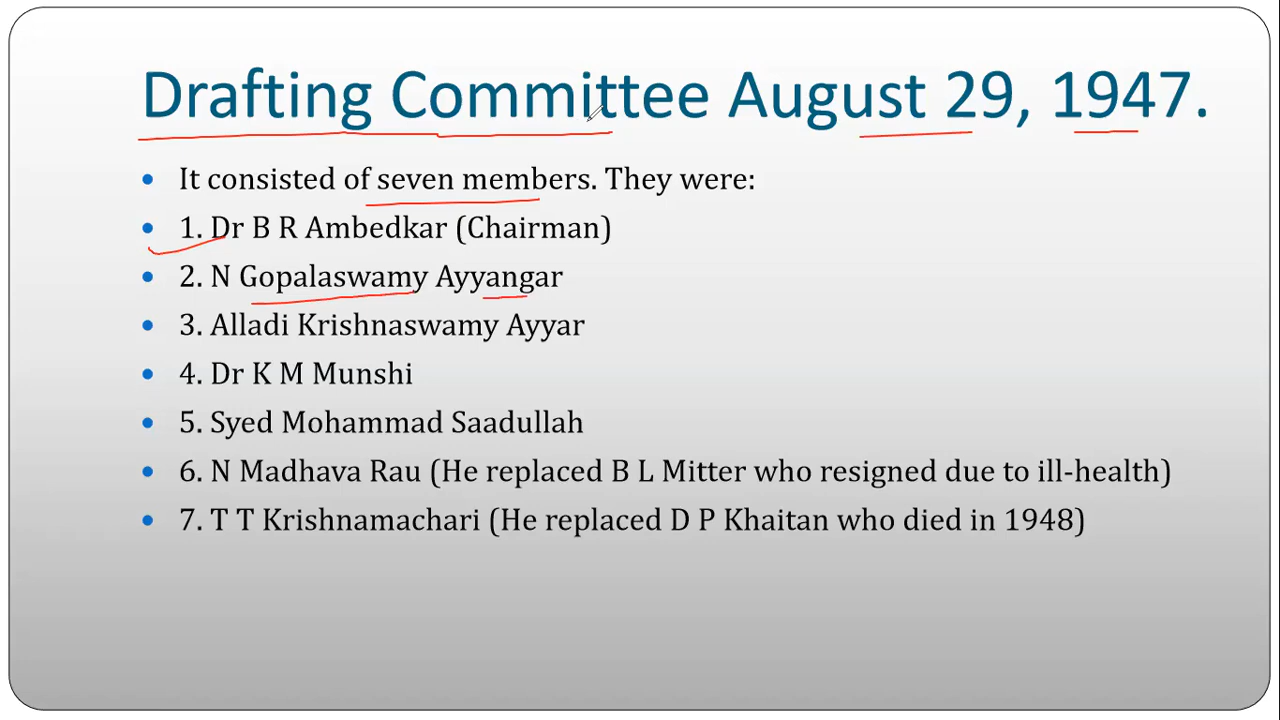 Drafting Committee August 29, 1947.
• It consisted of seven members. They were:
• 1. Dr B R Ambedkar (Chairman)
• 2. N Gopalaswamy Ayyangar
• 3. Alladi Krishnaswamy Ayyar
• 4. Dr K M Munshi
• 5. Syed Mohammad Saadullah
• 6. N Madhava Rau (He replaced B L Mitter who resigned due to ill-health)
• 7. T T Krishnamachari (He replaced D P Khaitan who died in 1948)